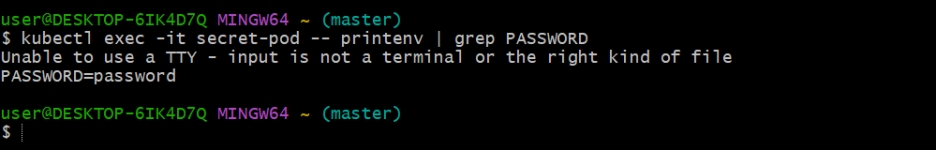 user@DESKTOP-6IK4D7Q MINGW64 ~ (master)
$ kubectl exec -it secret-pod -- printenv | grep PASSWORD
Unable to use a TTY - input is not a terminal or the right kind of file
PASSWORD=password
user@DESKTOP-6IK4D7Q MINGW64 ~ (master)
$